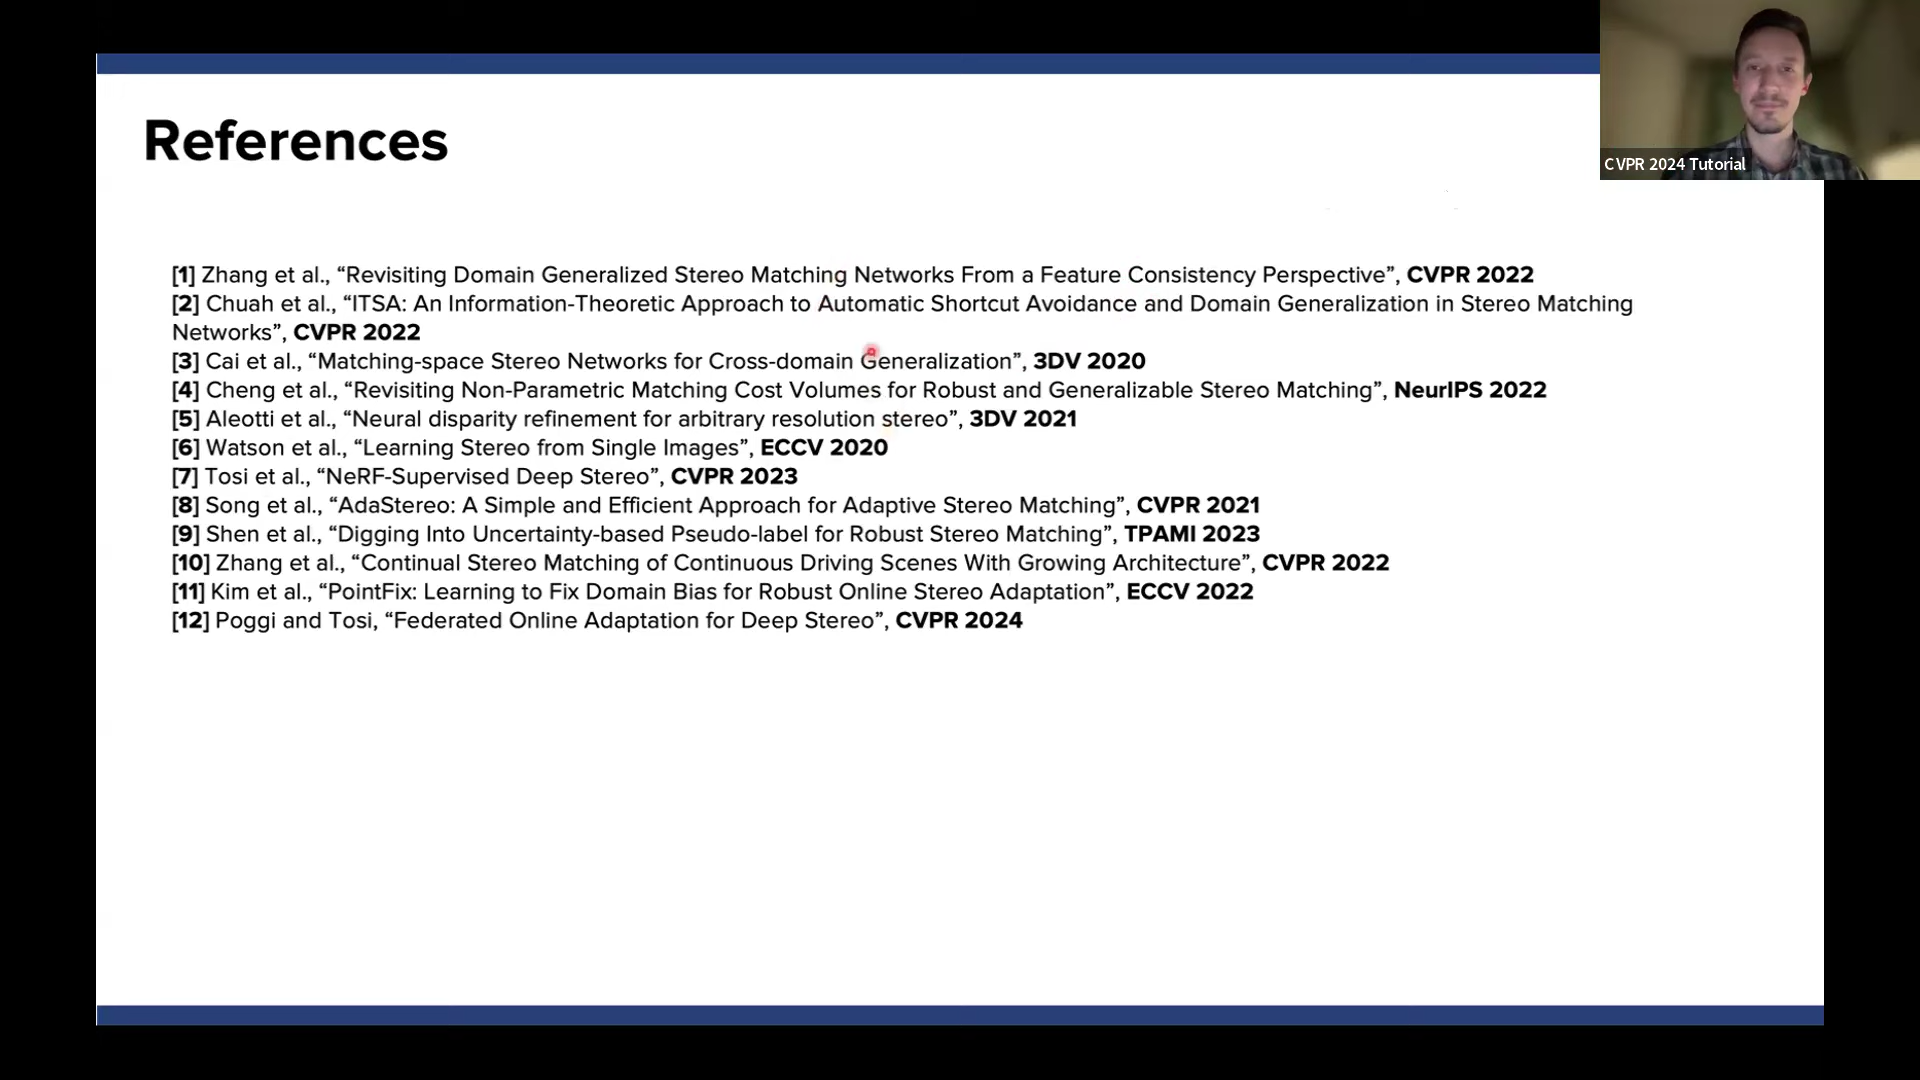 References
CVPR 2024 Tutorial
[1] Zhang et al., “Revisiting Domain Generalized Stereo Matching Networks From a Feature Consistency Perspective”, CVPR 2022
[2] Chuah et al., “ITSA: An Information-Theoretic Approach to Automatic Shortcut Avoidance and Domain Generalization in Stereo Matching
Networks”, CVPR 2022
[3] Cai et al., “Matching-space Stereo Networks for Cross-domain Generalization”, 3DV 2020
[4] Cheng et al., “Revisiting Non-Parametric Matching Cost Volumes for Robust and Generalizable Stereo Matching”, NeurIPS 2022
[5] Aleotti et al., “Neural disparity refinement for arbitrary resolution stereo”, 3DV 2021
[6] Watson et al., “Learning Stereo from Single Images”, ECCV 2020
[7] Tosi et al., “NeRF-Supervised Deep Stereo”, CVPR 2023
[8] Song et al., “AdaStereo: A Simple and Efficient Approach for Adaptive Stereo Matching”, CVPR 2021
[9] Shen et al., “Digging Into Uncertainty-based Pseudo-label for Robust Stereo Matching”, TPAMI 2023
[10] Zhang et al., “Continual Stereo Matching of Continuous Driving Scenes With Growing Architecture”, CVPR 2022
[11] Kim et al., “PointFix: Learning to Fix Domain Bias for Robust Online Stereo Adaptation”, ECCV 2022
[12] Poggi and Tosi, “Federated Online Adaptation for Deep Stereo”, CVPR 2024